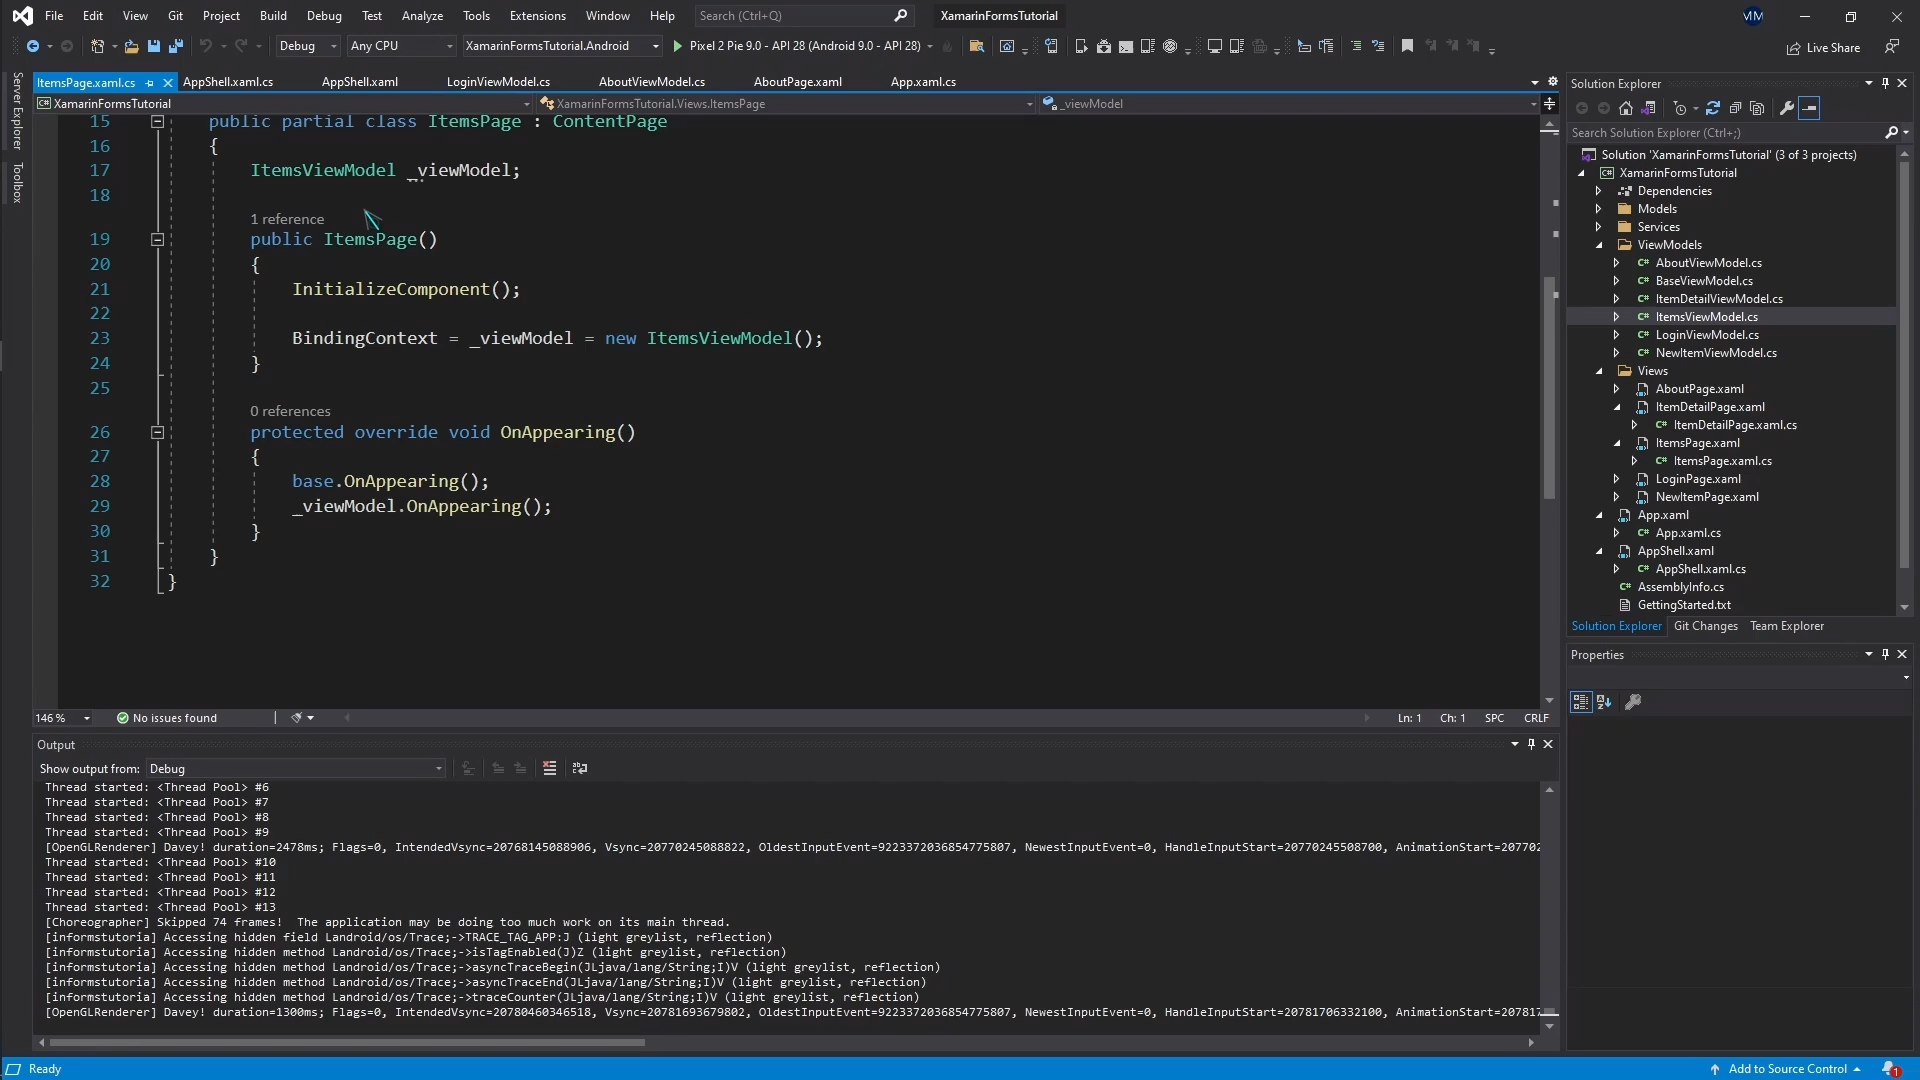 File Edit View Git Project Build Debug Test Analyze Tools Extensions Window Help Search (Ctrl+Q) XamarinFormsTutorial MM
Debug Any CPU XamarinFormsTutorial.Android Pixel 2 Pie 9.0 - API 28 (Android 9.0 - API 28) Live Share
Server Explorer
Toolbox
ItemsPage.xaml.cs AppShell.xaml.cs AppShell.xaml LoginViewModel.cs AboutViewModel.cs AboutPage.xaml App.xaml.cs
XamarinFormsTutorial XamarinFormsTutorial.Views.ItemsPage _viewModel
15 public partial class ItemsPage : ContentPage
16 {
17 ItemsViewModel _viewModel;
18
1 reference
19 public ItemsPage()
20 {
21 InitializeComponent();
22
23 BindingContext = _viewModel = new ItemsViewModel();
24 }
25
0 references
26 protected override void OnAppearing()
27 {
28 base.OnAppearing();
29 _viewModel.OnAppearing();
30 }
31 }
32 }
146 % No issues found Ln: 1 Ch: 1 SPC CRLF
Output
Show output from: Debug
Thread started: <Thread Pool> #6
Thread started: <Thread Pool> #7
Thread started: <Thread Pool> #8
Thread started: <Thread Pool> #9
[OpenGLRenderer] Davey! duration=2478ms; Flags=0, IntendedVsync=20768145088906, Vsync=20770245088822, OldestInputEvent=9223372036854775807, NewestInputEvent=0, HandleInputStart=20770245508700, AnimationStart=207702
Thread started: <Thread Pool> #10
Thread started: <Thread Pool> #11
Thread started: <Thread Pool> #12
Thread started: <Thread Pool> #13
[Choreographer] Skipped 74 frames!  The application may be doing too much work on its main thread.
[informstutoria] Accessing hidden field Landroid/os/Trace;->TRACE_TAG_APP:J (light greylist, reflection)
[informstutoria] Accessing hidden method Landroid/os/Trace;->isTagEnabled(J)Z (light greylist, reflection)
[informstutoria] Accessing hidden method Landroid/os/Trace;->asyncTraceBegin(JLjava/lang/String;I)V (light greylist, reflection)
[informstutoria] Accessing hidden method Landroid/os/Trace;->asyncTraceEnd(JLjava/lang/String;I)V (light greylist, reflection)
[informstutoria] Accessing hidden method Landroid/os/Trace;->traceCounter(JLjava/lang/String;I)V (light greylist, reflection)
[OpenGLRenderer] Davey! duration=1300ms; Flags=0, IntendedVsync=20780460346518, Vsync=20781693679802, OldestInputEvent=9223372036854775807, NewestInputEvent=0, HandleInputStart=20781706332100, AnimationStart=207817
Solution Explorer
Search Solution Explorer (Ctrl+;)
Solution 'XamarinFormsTutorial' (3 of 3 projects)
XamarinFormsTutorial
Dependencies
Models
Services
ViewModels
AboutViewModel.cs
BaseViewModel.cs
ItemDetailViewModel.cs
ItemsViewModel.cs
LoginViewModel.cs
NewItemViewModel.cs
Views
AboutPage.xaml
ItemDetailPage.xaml
ItemDetailPage.xaml.cs
ItemsPage.xaml
ItemsPage.xaml.cs
LoginPage.xaml
NewItemPage.xaml
App.xaml
App.xaml.cs
AppShell.xaml
AppShell.xaml.cs
AssemblyInfo.cs
GettingStarted.txt
Solution Explorer Git Changes Team Explorer
Properties
Ready Add to Source Control 1